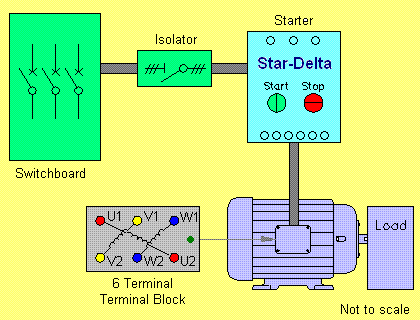 Starter
Isolator
Star-Delta
Start Stop
Switchboard
U1 V1 W1
V2 W2 U2
Load
6 Terminal
Terminal Block
Not to scale